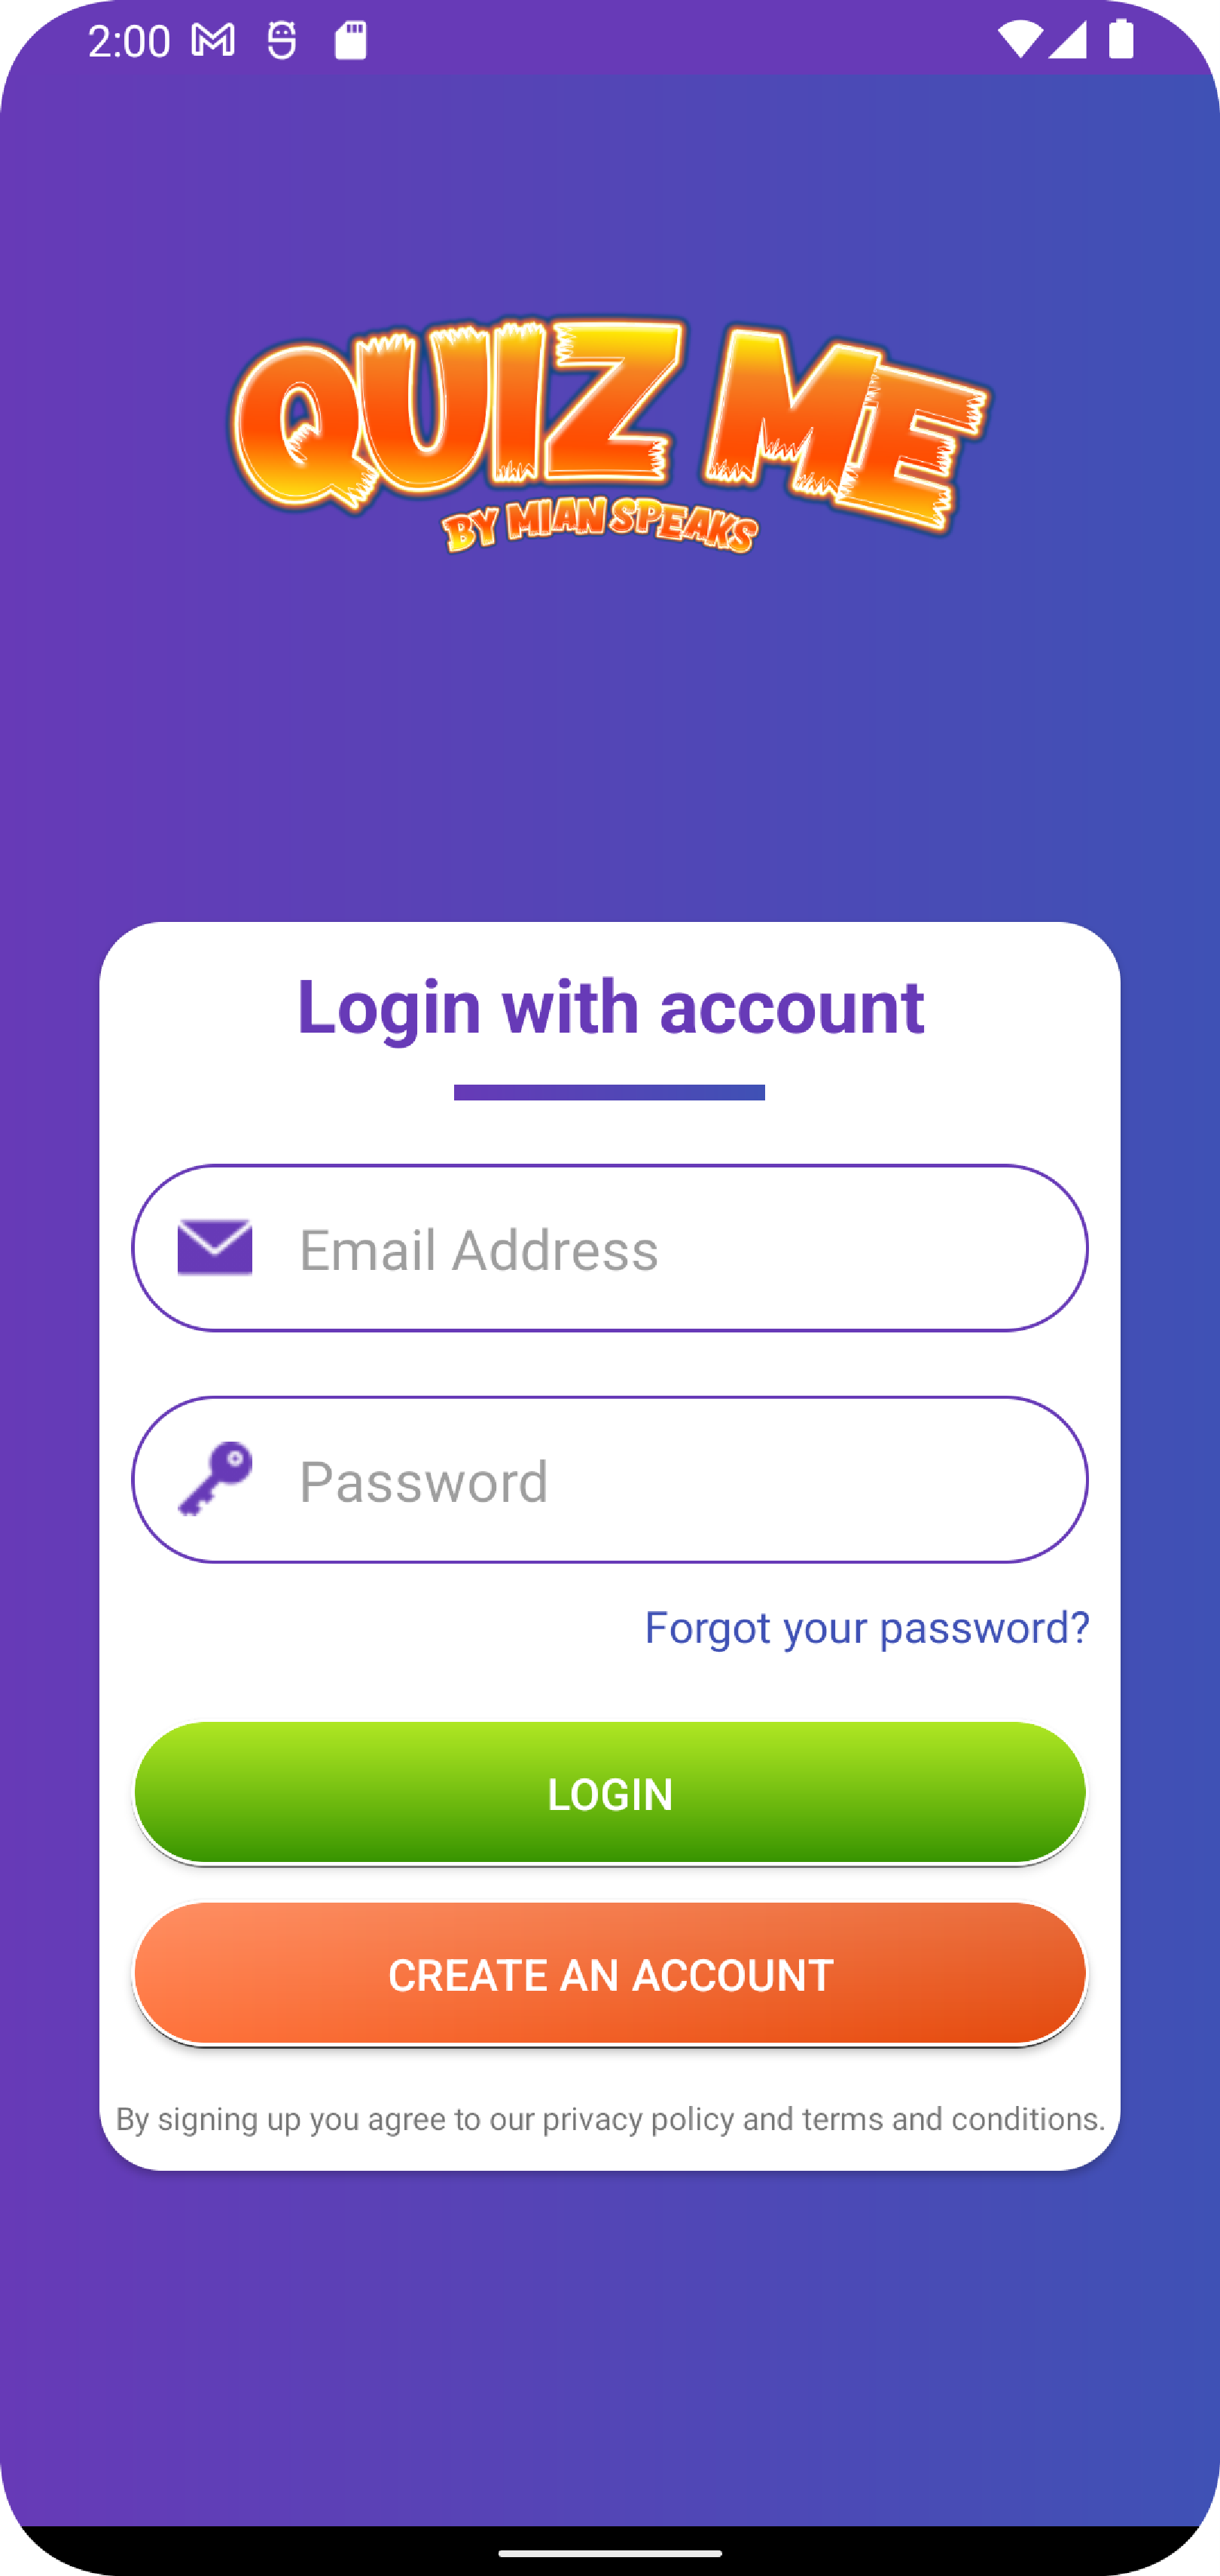 2:00
QUIZ ME
BY MIAN SPEAKS
Login with account
Email Address
Password
Forgot your password?
LOGIN
CREATE AN ACCOUNT
By signing up you agree to our privacy policy and terms and conditions.